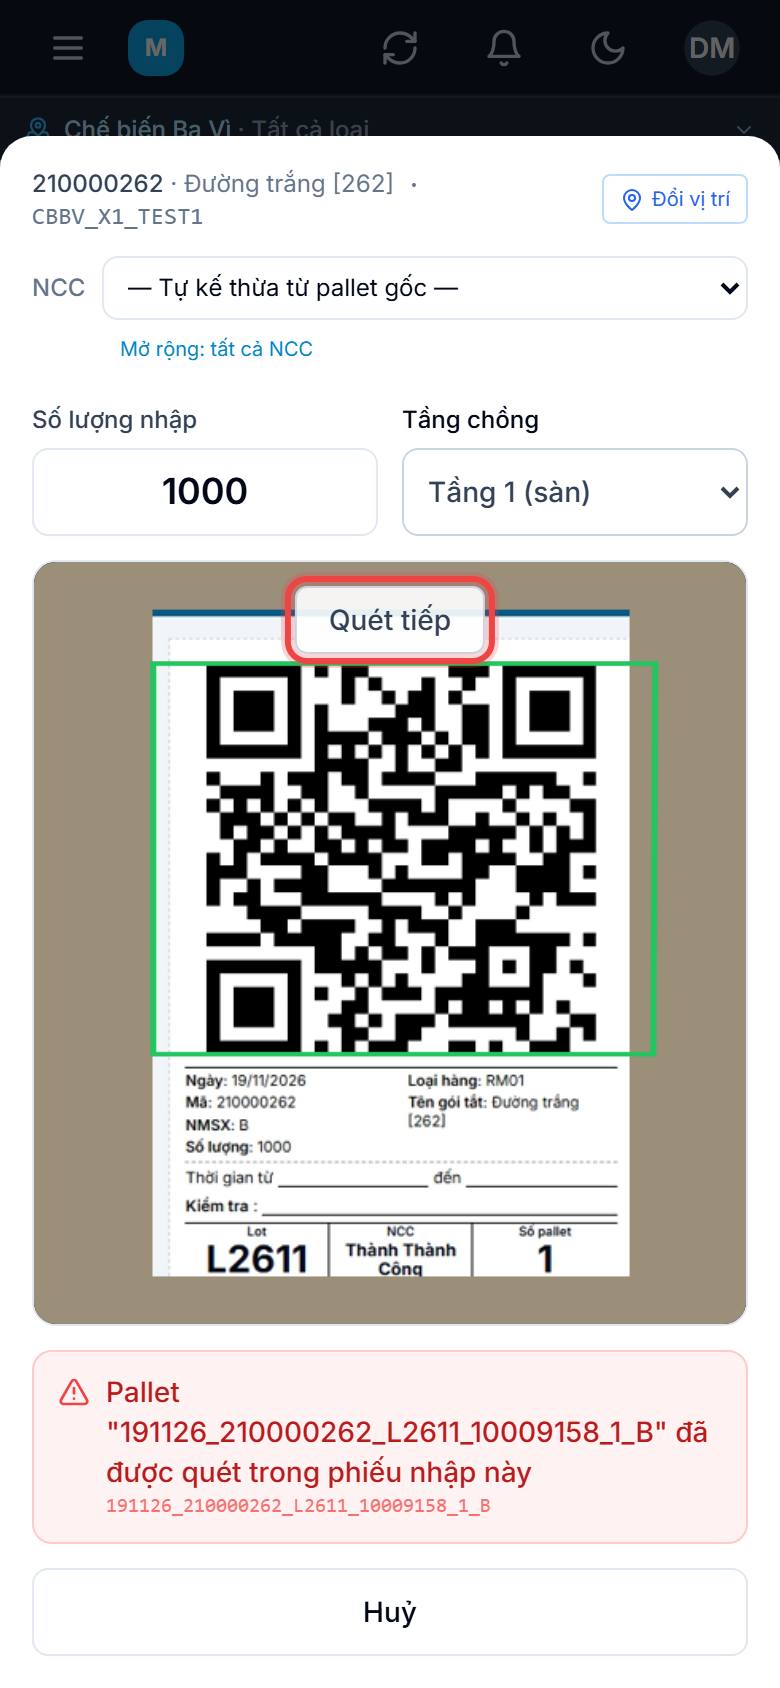 M
DM
Chế biến Ba Vì · Tất cả loại
210000262 · Đường trắng [262] ·
CBBV_X1_TEST1
Đổi vị trí
NCC
— Tự kế thừa từ pallet gốc —
Mở rộng: tất cả NCC
Số lượng nhập
Tầng chồng
1000
Tầng 1 (sàn)
Quét tiếp
Ngày: 19/11/2026
Loại hàng: RM01
Mã: 210000262
Tên gói tắt: Đường trắng
[262]
NMSX: B
Số lượng: 1000
Thời gian từ
đến
Kiểm tra :
Lot
NCC
Số pallet
L2611
Thành Thành
Công
1
Pallet
"191126_210000262_L2611_10009158_1_B" đã
được quét trong phiếu nhập này
191126_210000262_L2611_10009158_1_B
Huỷ